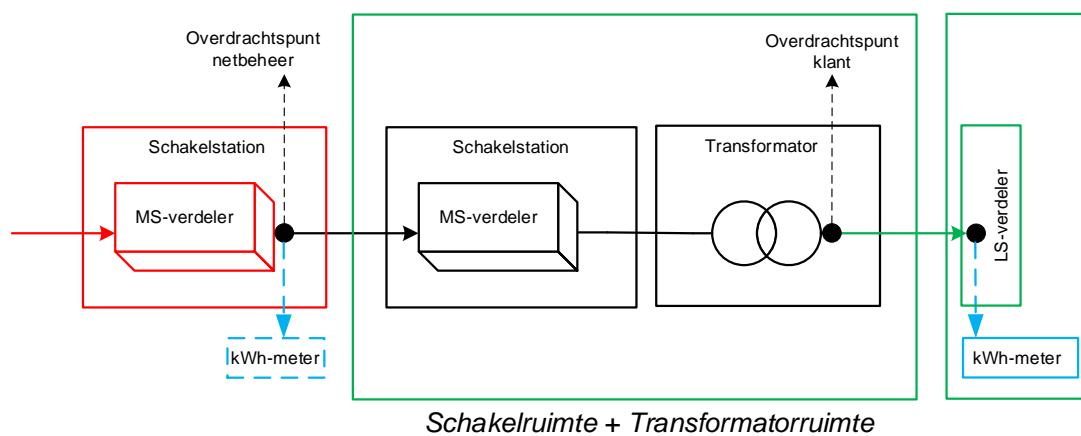 Overdrachtspunt
netbeheer
Overdrachtspunt
klant
Schakelstation
Schakelstation
Transformator
MS-verdeler
MS-verdeler
LS-verdeler
kWh-meter
kWh-meter
Schakelruimte + Transformatorruimte